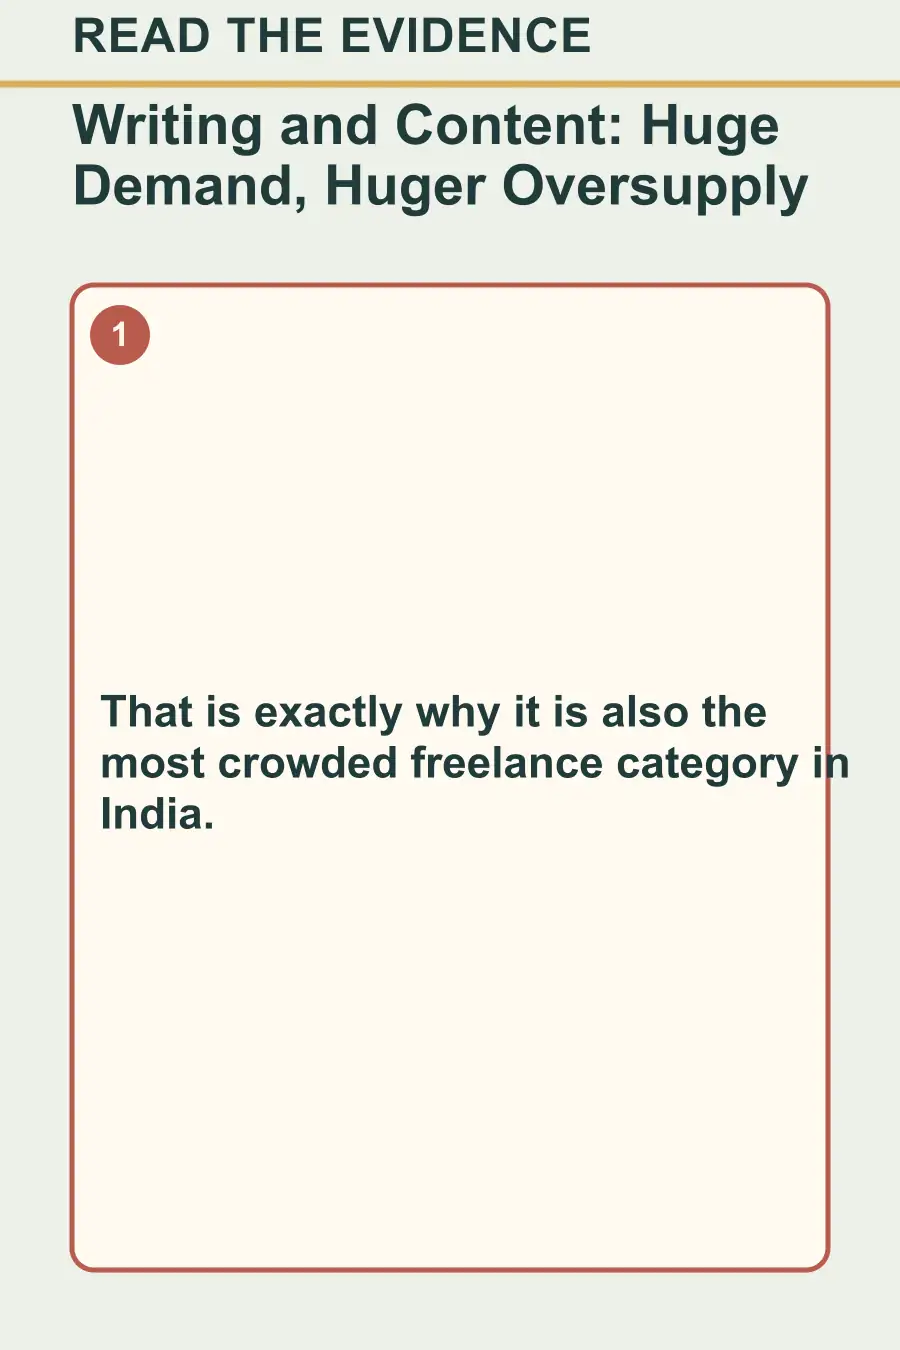 READ THE EVIDENCE
Writing and Content: Huge
Demand, Huger Oversupply
1
That is exactly why it is also the
most crowded freelance category in
India.